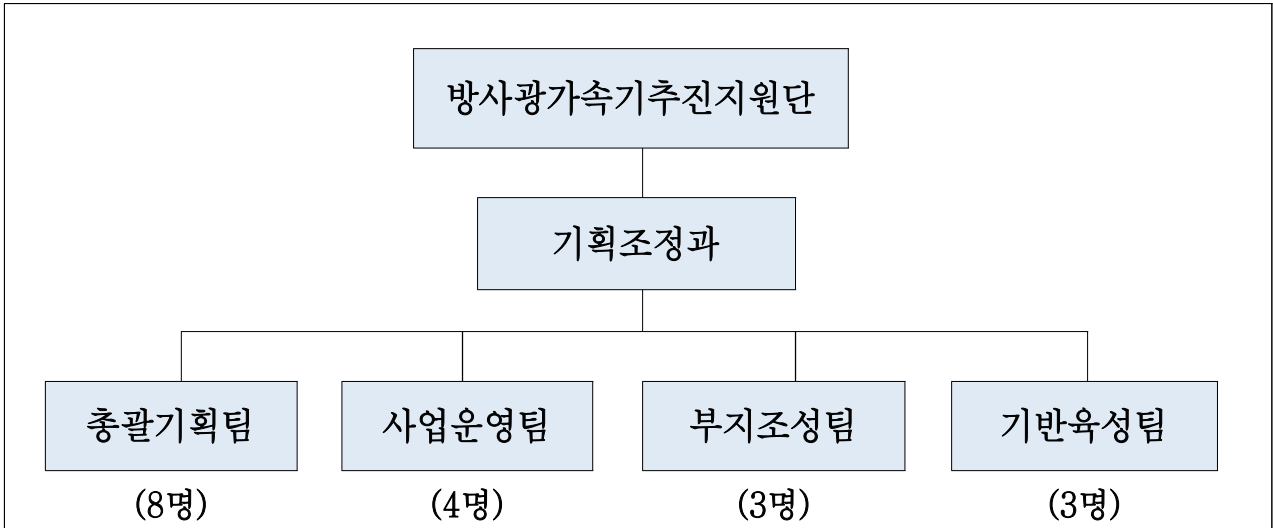 방사광가속기추진지원단
기획조정과
총괄기획팀 사업운영팀 부지조성팀 기반육성팀
(8명) (4명) (3명) (3명)